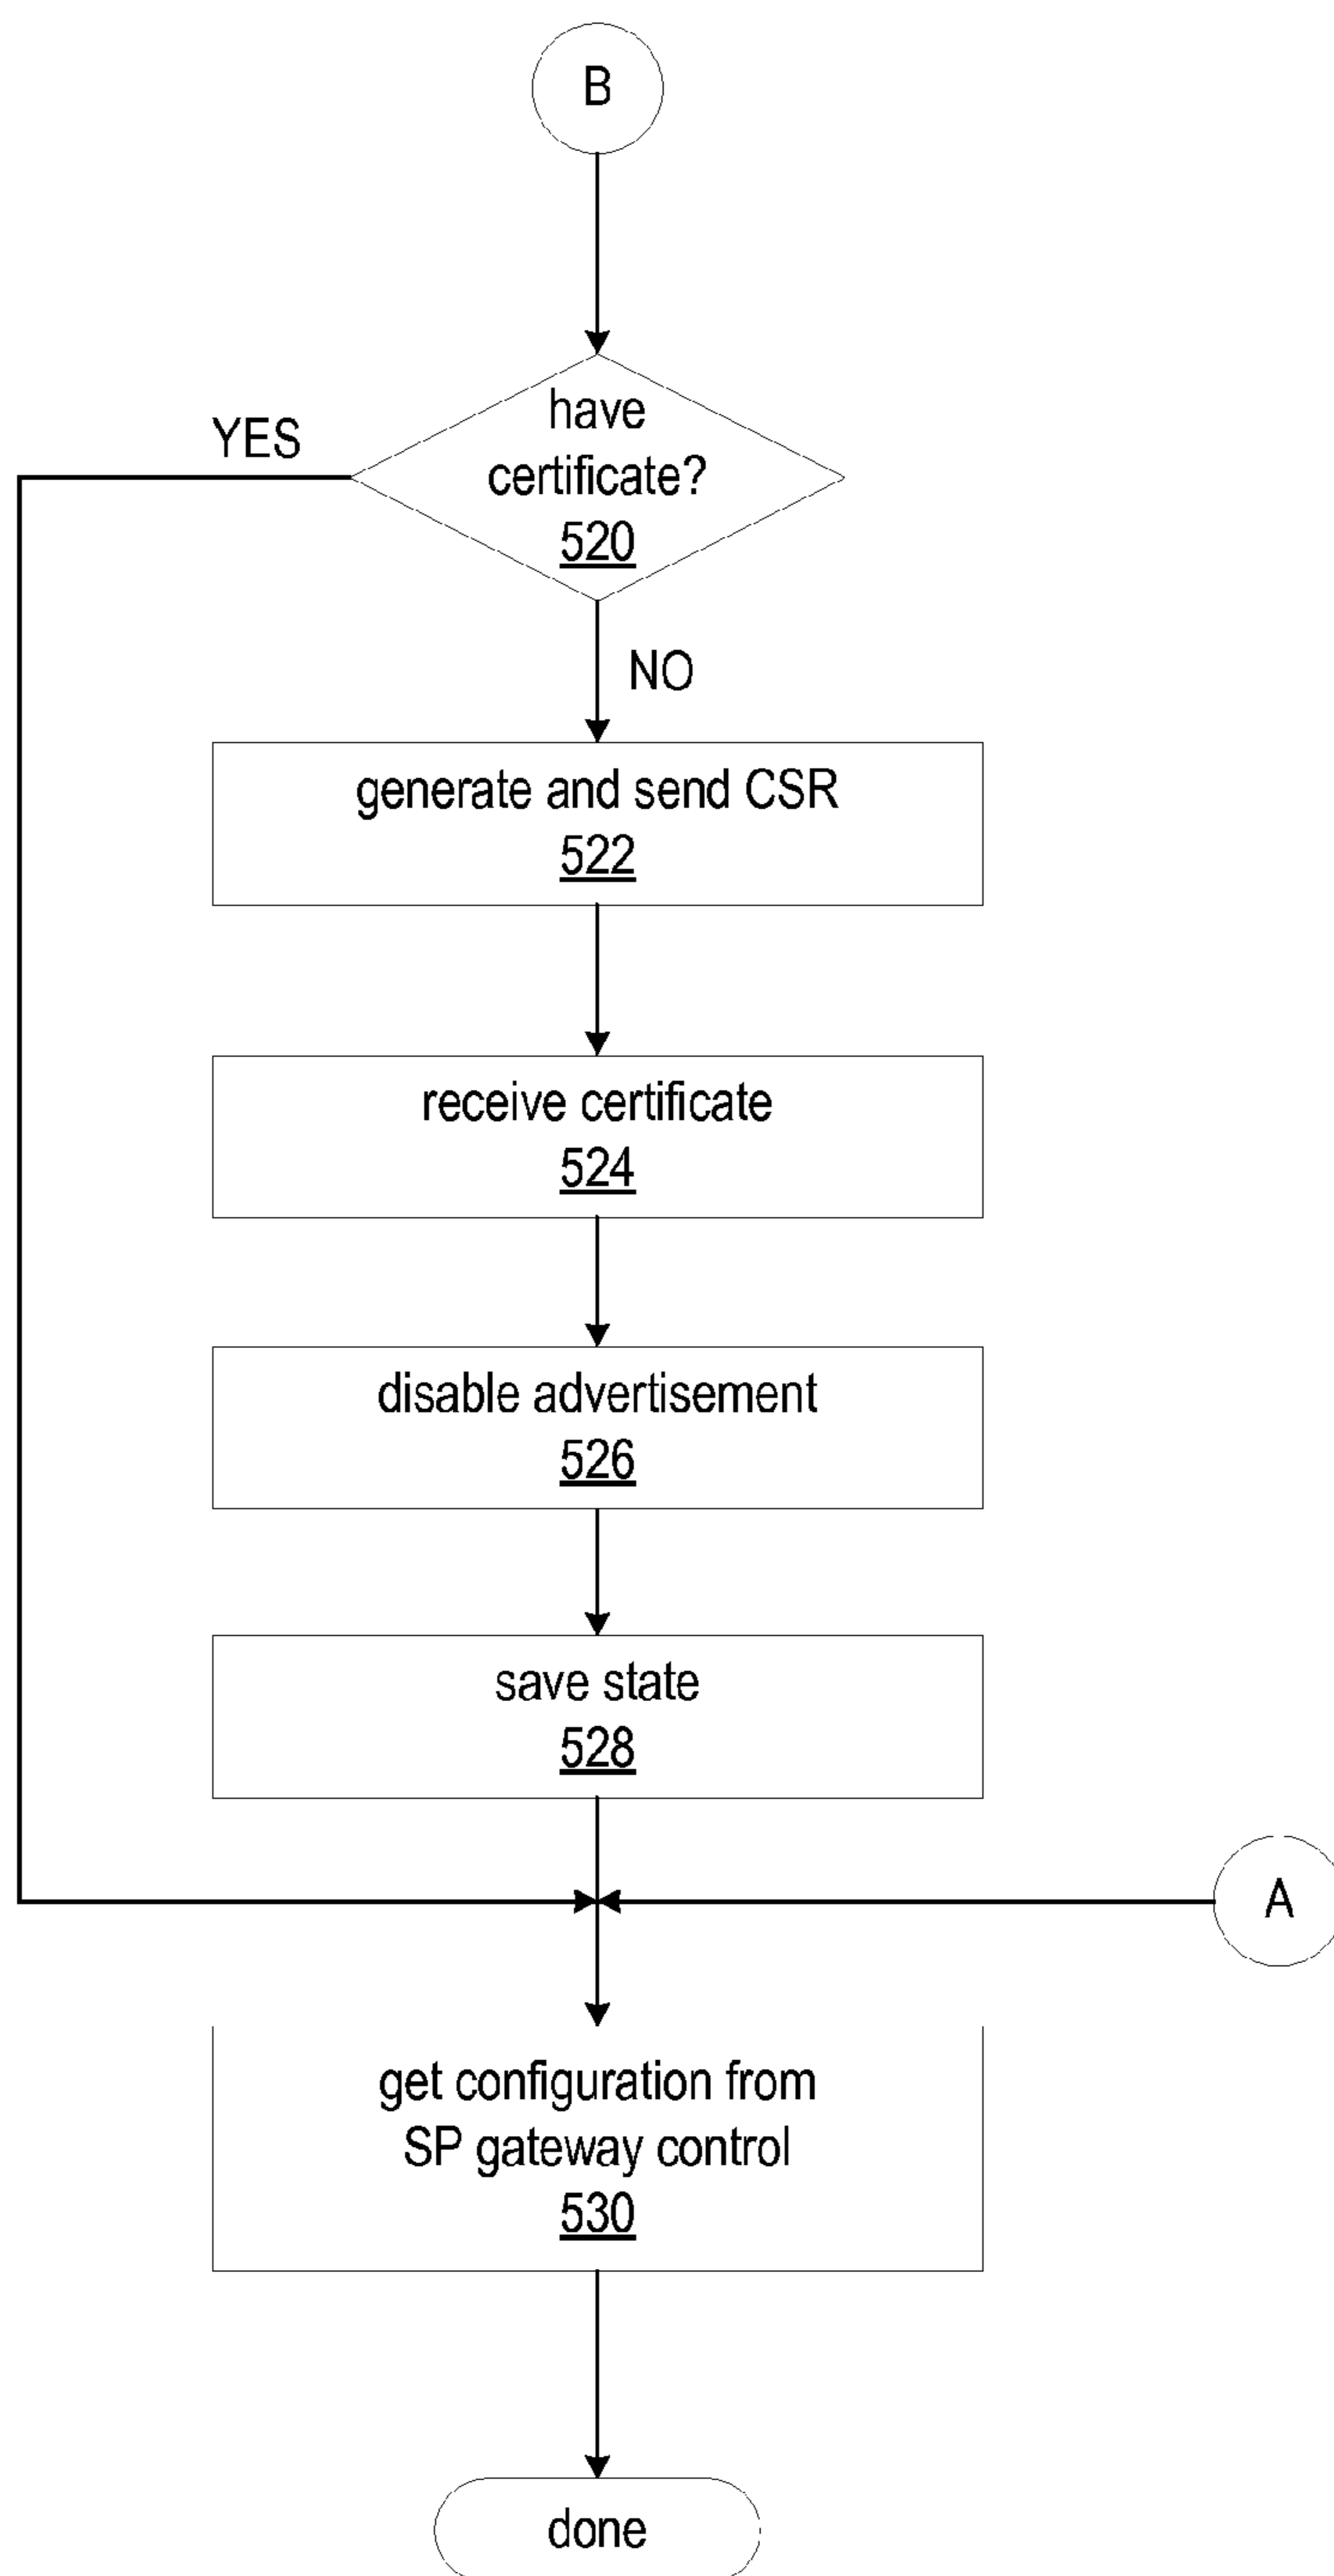 B
have
certificate?
520
YES
NO
generate and send CSR
522
receive certificate
524
disable advertisement
526
save state
528
A
get configuration from
SP gateway control
530
done